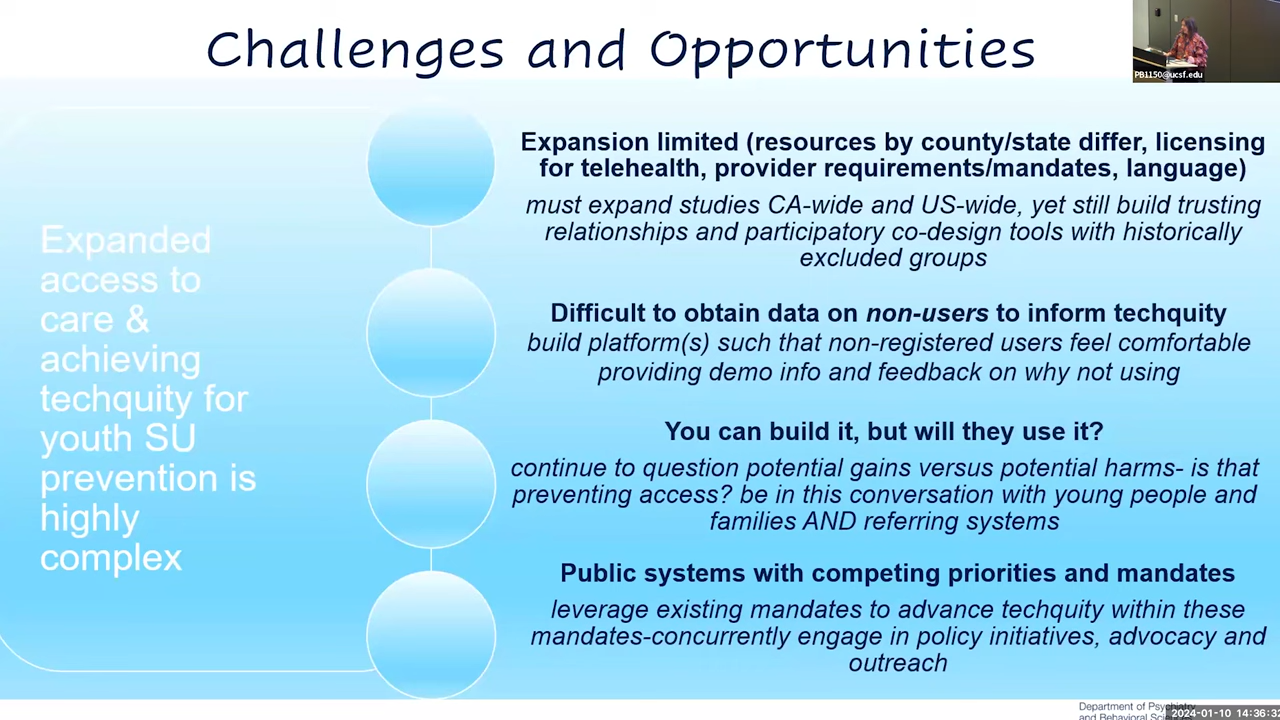 Challenges and Opportunities
PB1150@ucsf.edu
Expanded
access to
care &
achieving
techquity for
youth SU
prevention is
highly
complex
Expansion limited (resources by county/state differ, licensing
for telehealth, provider requirements/mandates, language)
must expand studies CA-wide and US-wide, yet still build trusting
relationships and participatory co-design tools with historically
excluded groups
Difficult to obtain data on non-users to inform techquity
build platform(s) such that non-registered users feel comfortable
providing demo info and feedback on why not using
You can build it, but will they use it?
continue to question potential gains versus potential harms- is that
preventing access? be in this conversation with young people and
families AND referring systems
Public systems with competing priorities and mandates
leverage existing mandates to advance techquity within these
mandates-concurrently engage in policy initiatives, advocacy and
outreach
Department of Psychiatry
and Behavioral
2024-01-10 14:36:32